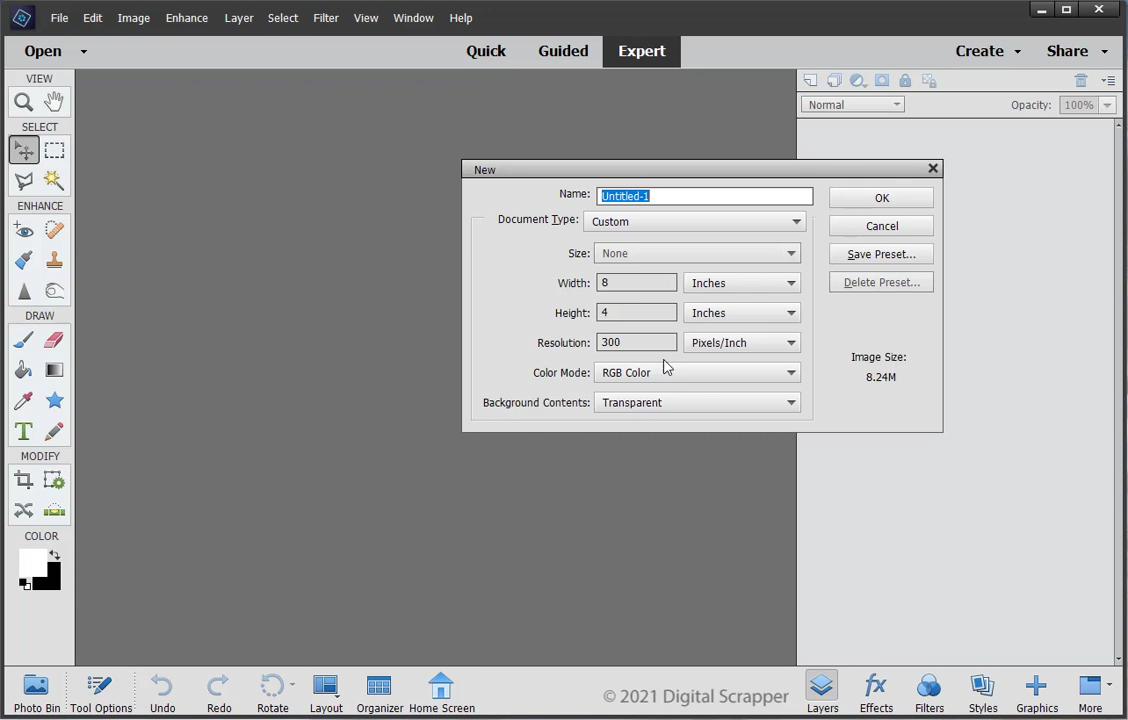 File Edit Image Enhance Layer Select Filter View Window Help
Open Quick Guided Expert Create Share
VIEW
SELECT
ENHANCE
DRAW
MODIFY
COLOR
Normal Opacity: 100%
New
Name: Untitled-1 OK
Document Type: Custom Cancel
Size: None Save Preset...
Width: 8 Inches Delete Preset...
Height: 4 Inches
Resolution: 300 Pixels/Inch
Image Size:
Color Mode: RGB Color 8.24M
Background Contents: Transparent
© 2021 Digital Scrapper
Photo Bin Tool Options Undo Redo Rotate Layout Organizer Home Screen Layers Effects Filters Styles Graphics More